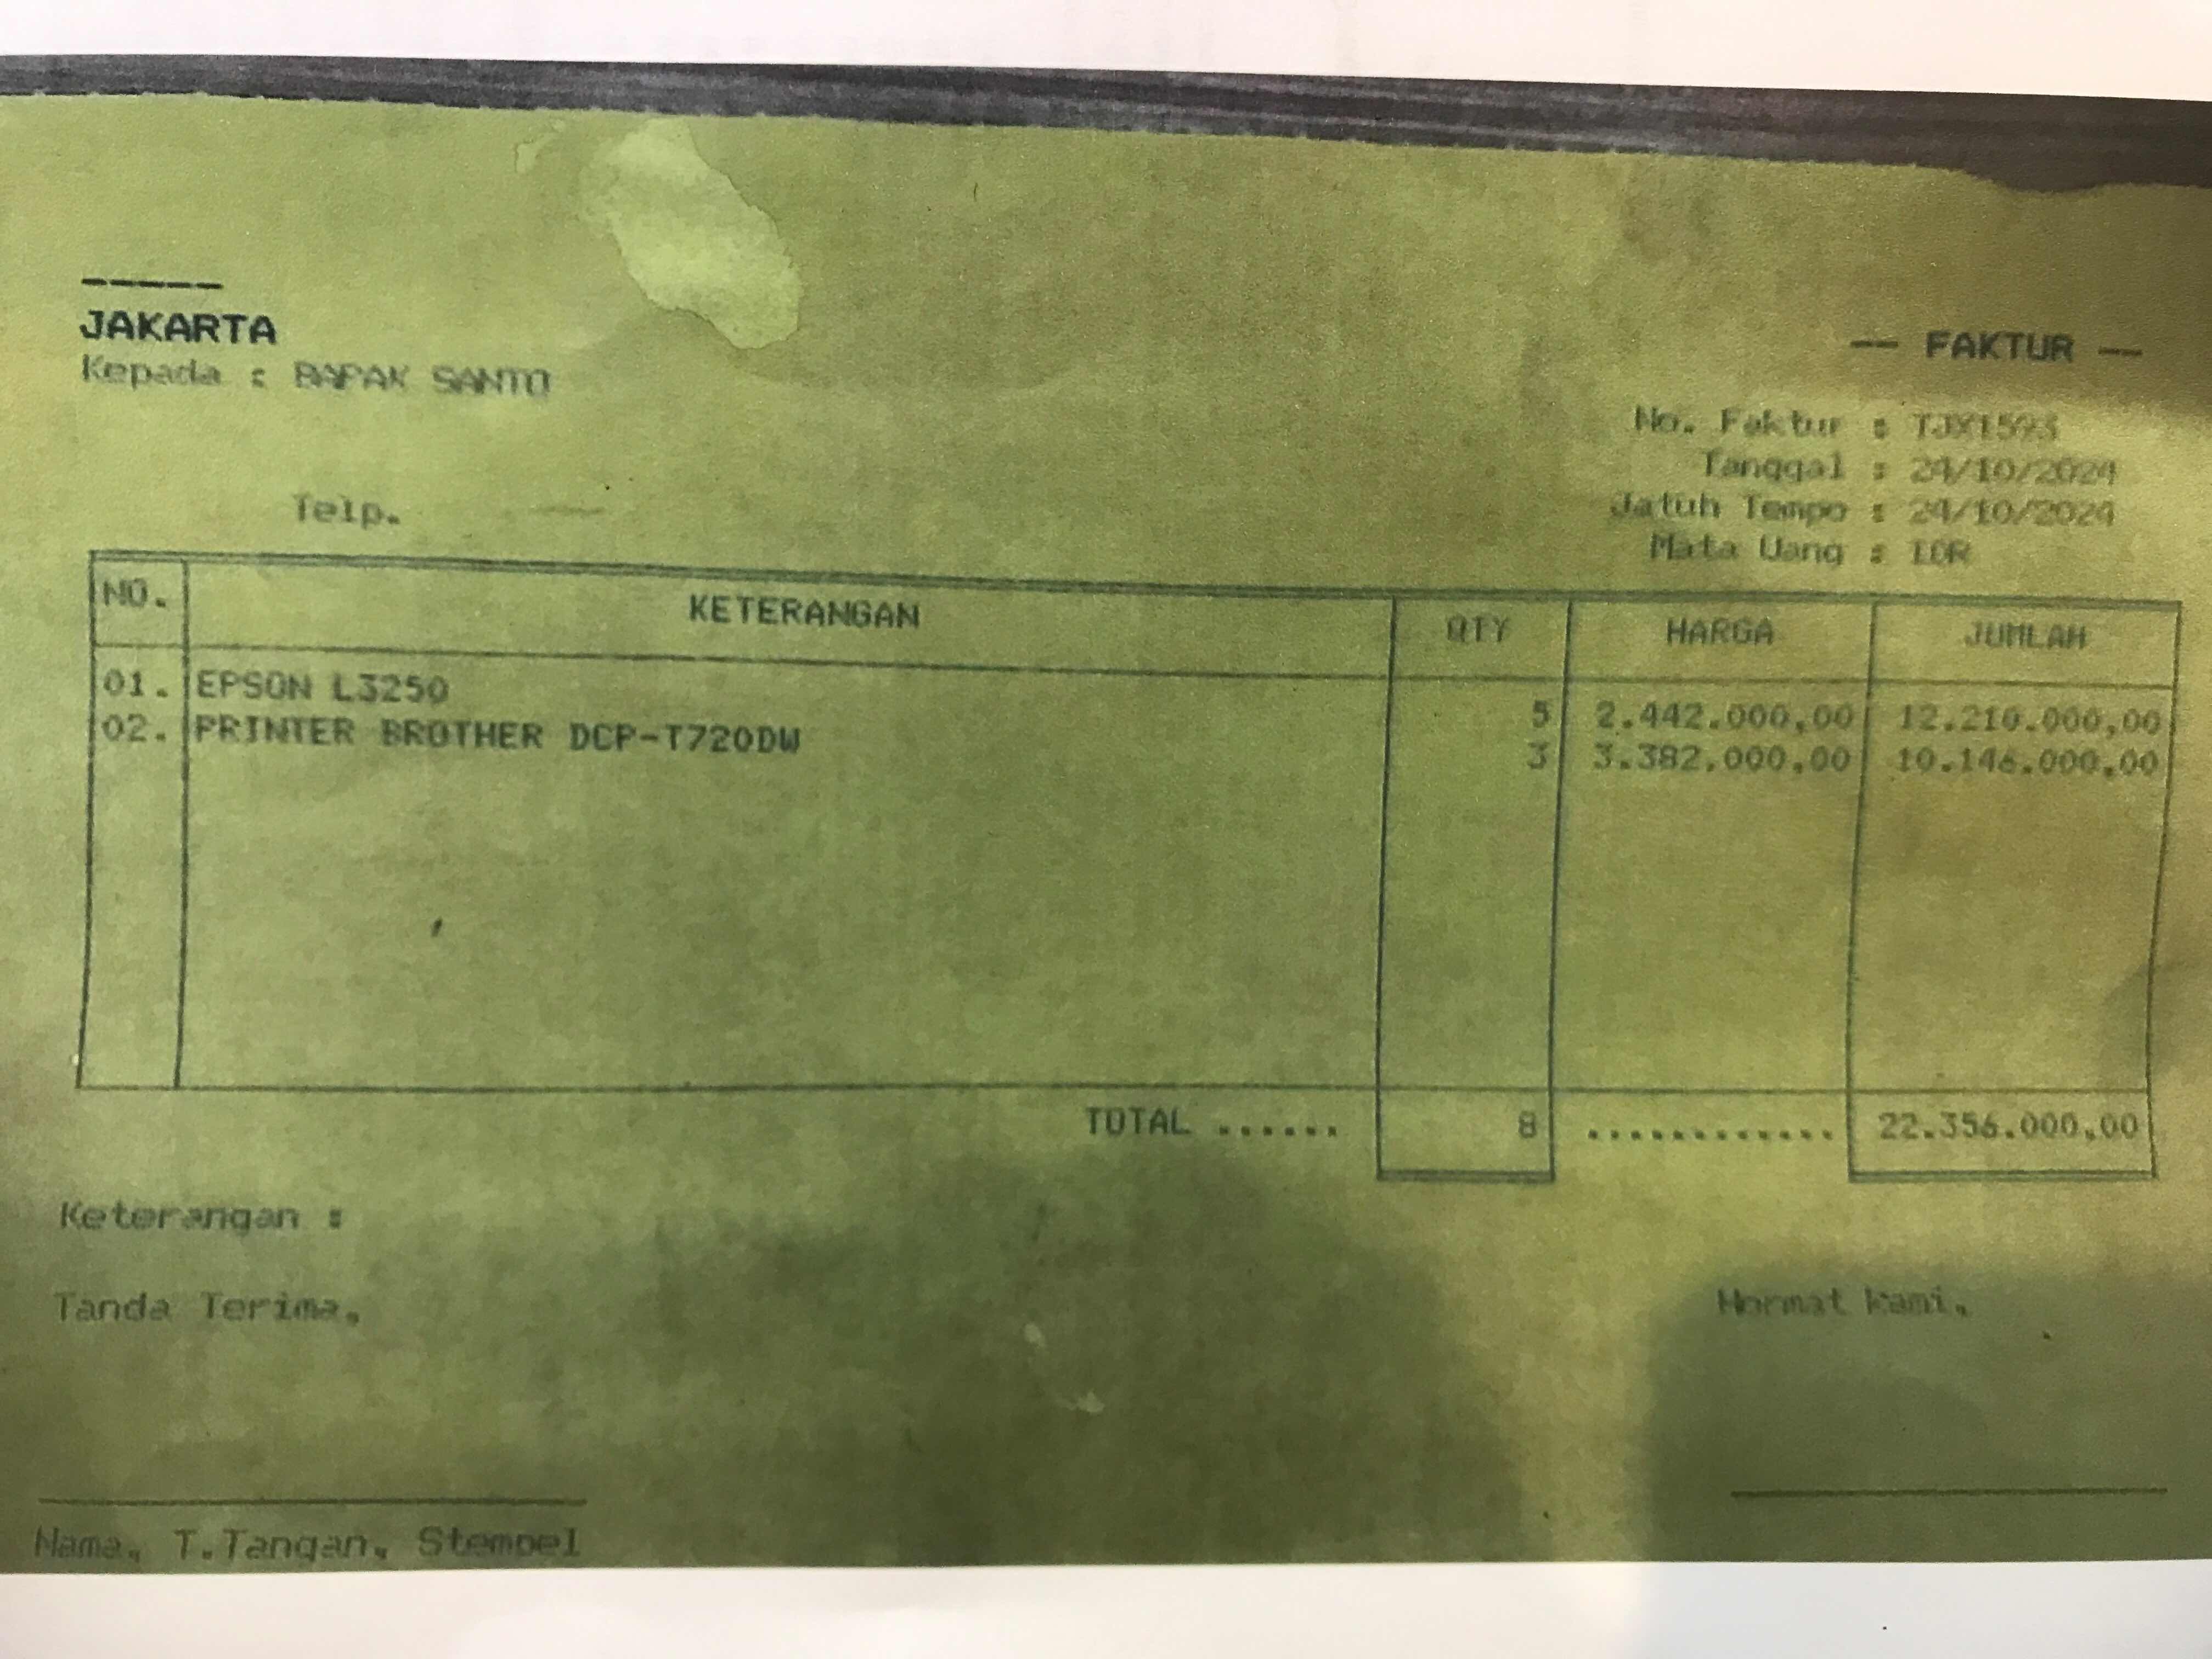 -----
JAKARTA
Kepada : BAPAK SANTO
-- FAKTUR --
No. Faktur : TJX1593
Tanggal : 24/10/2024
Jatuh Tempo : 24/10/2024
Mata Uang : IDR
Telp.
NO. KETERANGAN QTY HARGA JUMLAH
01. EPSON L3250 5 2.442.000,00 12.210.000,00
02. PRINTER BROTHER DCP-T720DW 3 3.382.000,00 10.146.000,00
TOTAL ...... 8 ............ 22.356.000,00
Keterangan :
Tanda Terima,
Hormat kami,
Nama, T.Tangan, Stempel